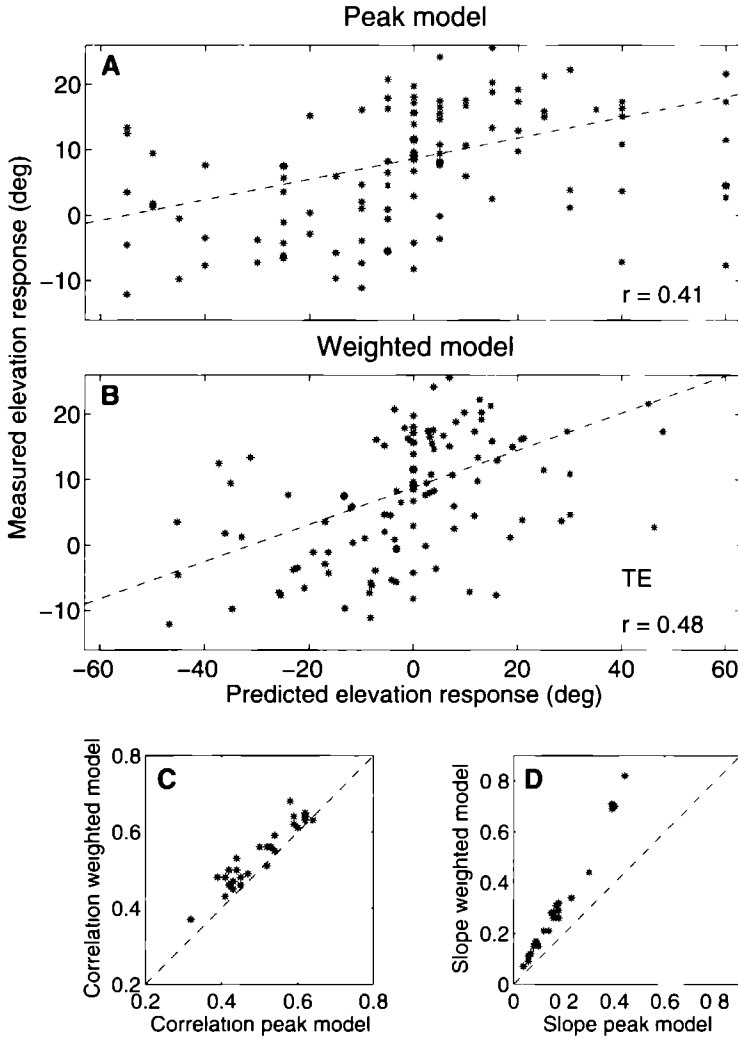 Peak model
A
20
10
0
−10
r = 0.41
Measured elevation response (deg)
Weighted model
B
20
10
0
−10
TE
r = 0.48
−60 −40 −20 0 20 40 60
Predicted elevation response (deg)
C
0.8
0.6
0.4
0.2
Correlation weighted model
0.2 0.4 0.6 0.8
Correlation peak model
D
0 8
0.6
0.4
0.2
0
Slope weighted model
0 0 2 0.4 0.6 0 8
Slope peak model